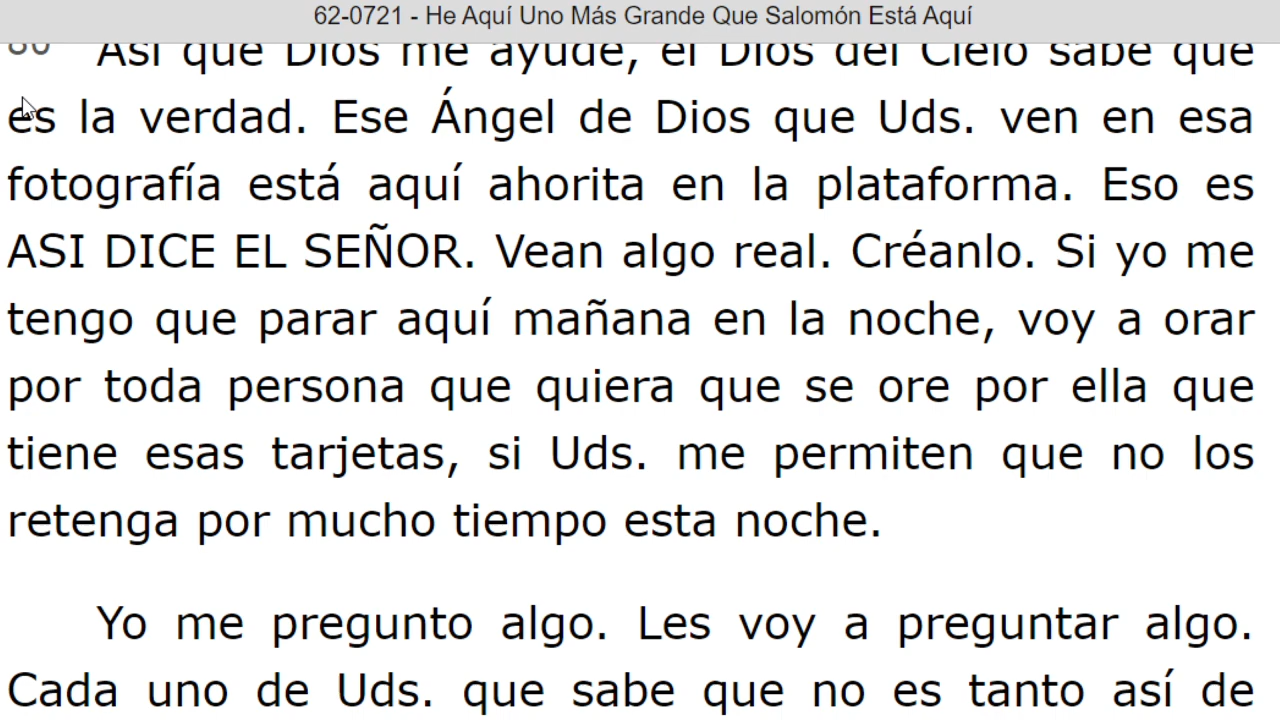 62-0721 - He Aquí Uno Más Grande Que Salomón Está Aquí
80 Así que Dios me ayude, el Dios del Cielo sabe que
es la verdad. Ese Ángel de Dios que Uds. ven en esa
fotografía está aquí ahorita en la plataforma. Eso es
ASI DICE EL SEÑOR. Vean algo real. Créanlo. Si yo me
tengo que parar aquí mañana en la noche, voy a orar
por toda persona que quiera que se ore por ella que
tiene esas tarjetas, si Uds. me permiten que no los
retenga por mucho tiempo esta noche.
Yo me pregunto algo. Les voy a preguntar algo.
Cada uno de Uds. que sabe que no es tanto así de